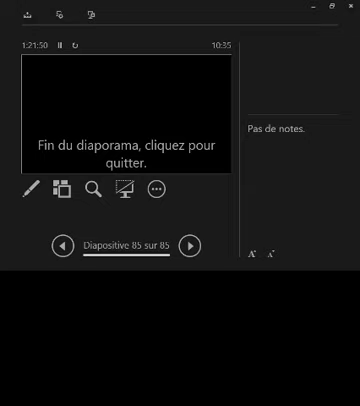 1:21:50
10:35
Fin du diaporama, cliquez pour
quitter.
Pas de notes.
Diapositive 85 sur 85
A A